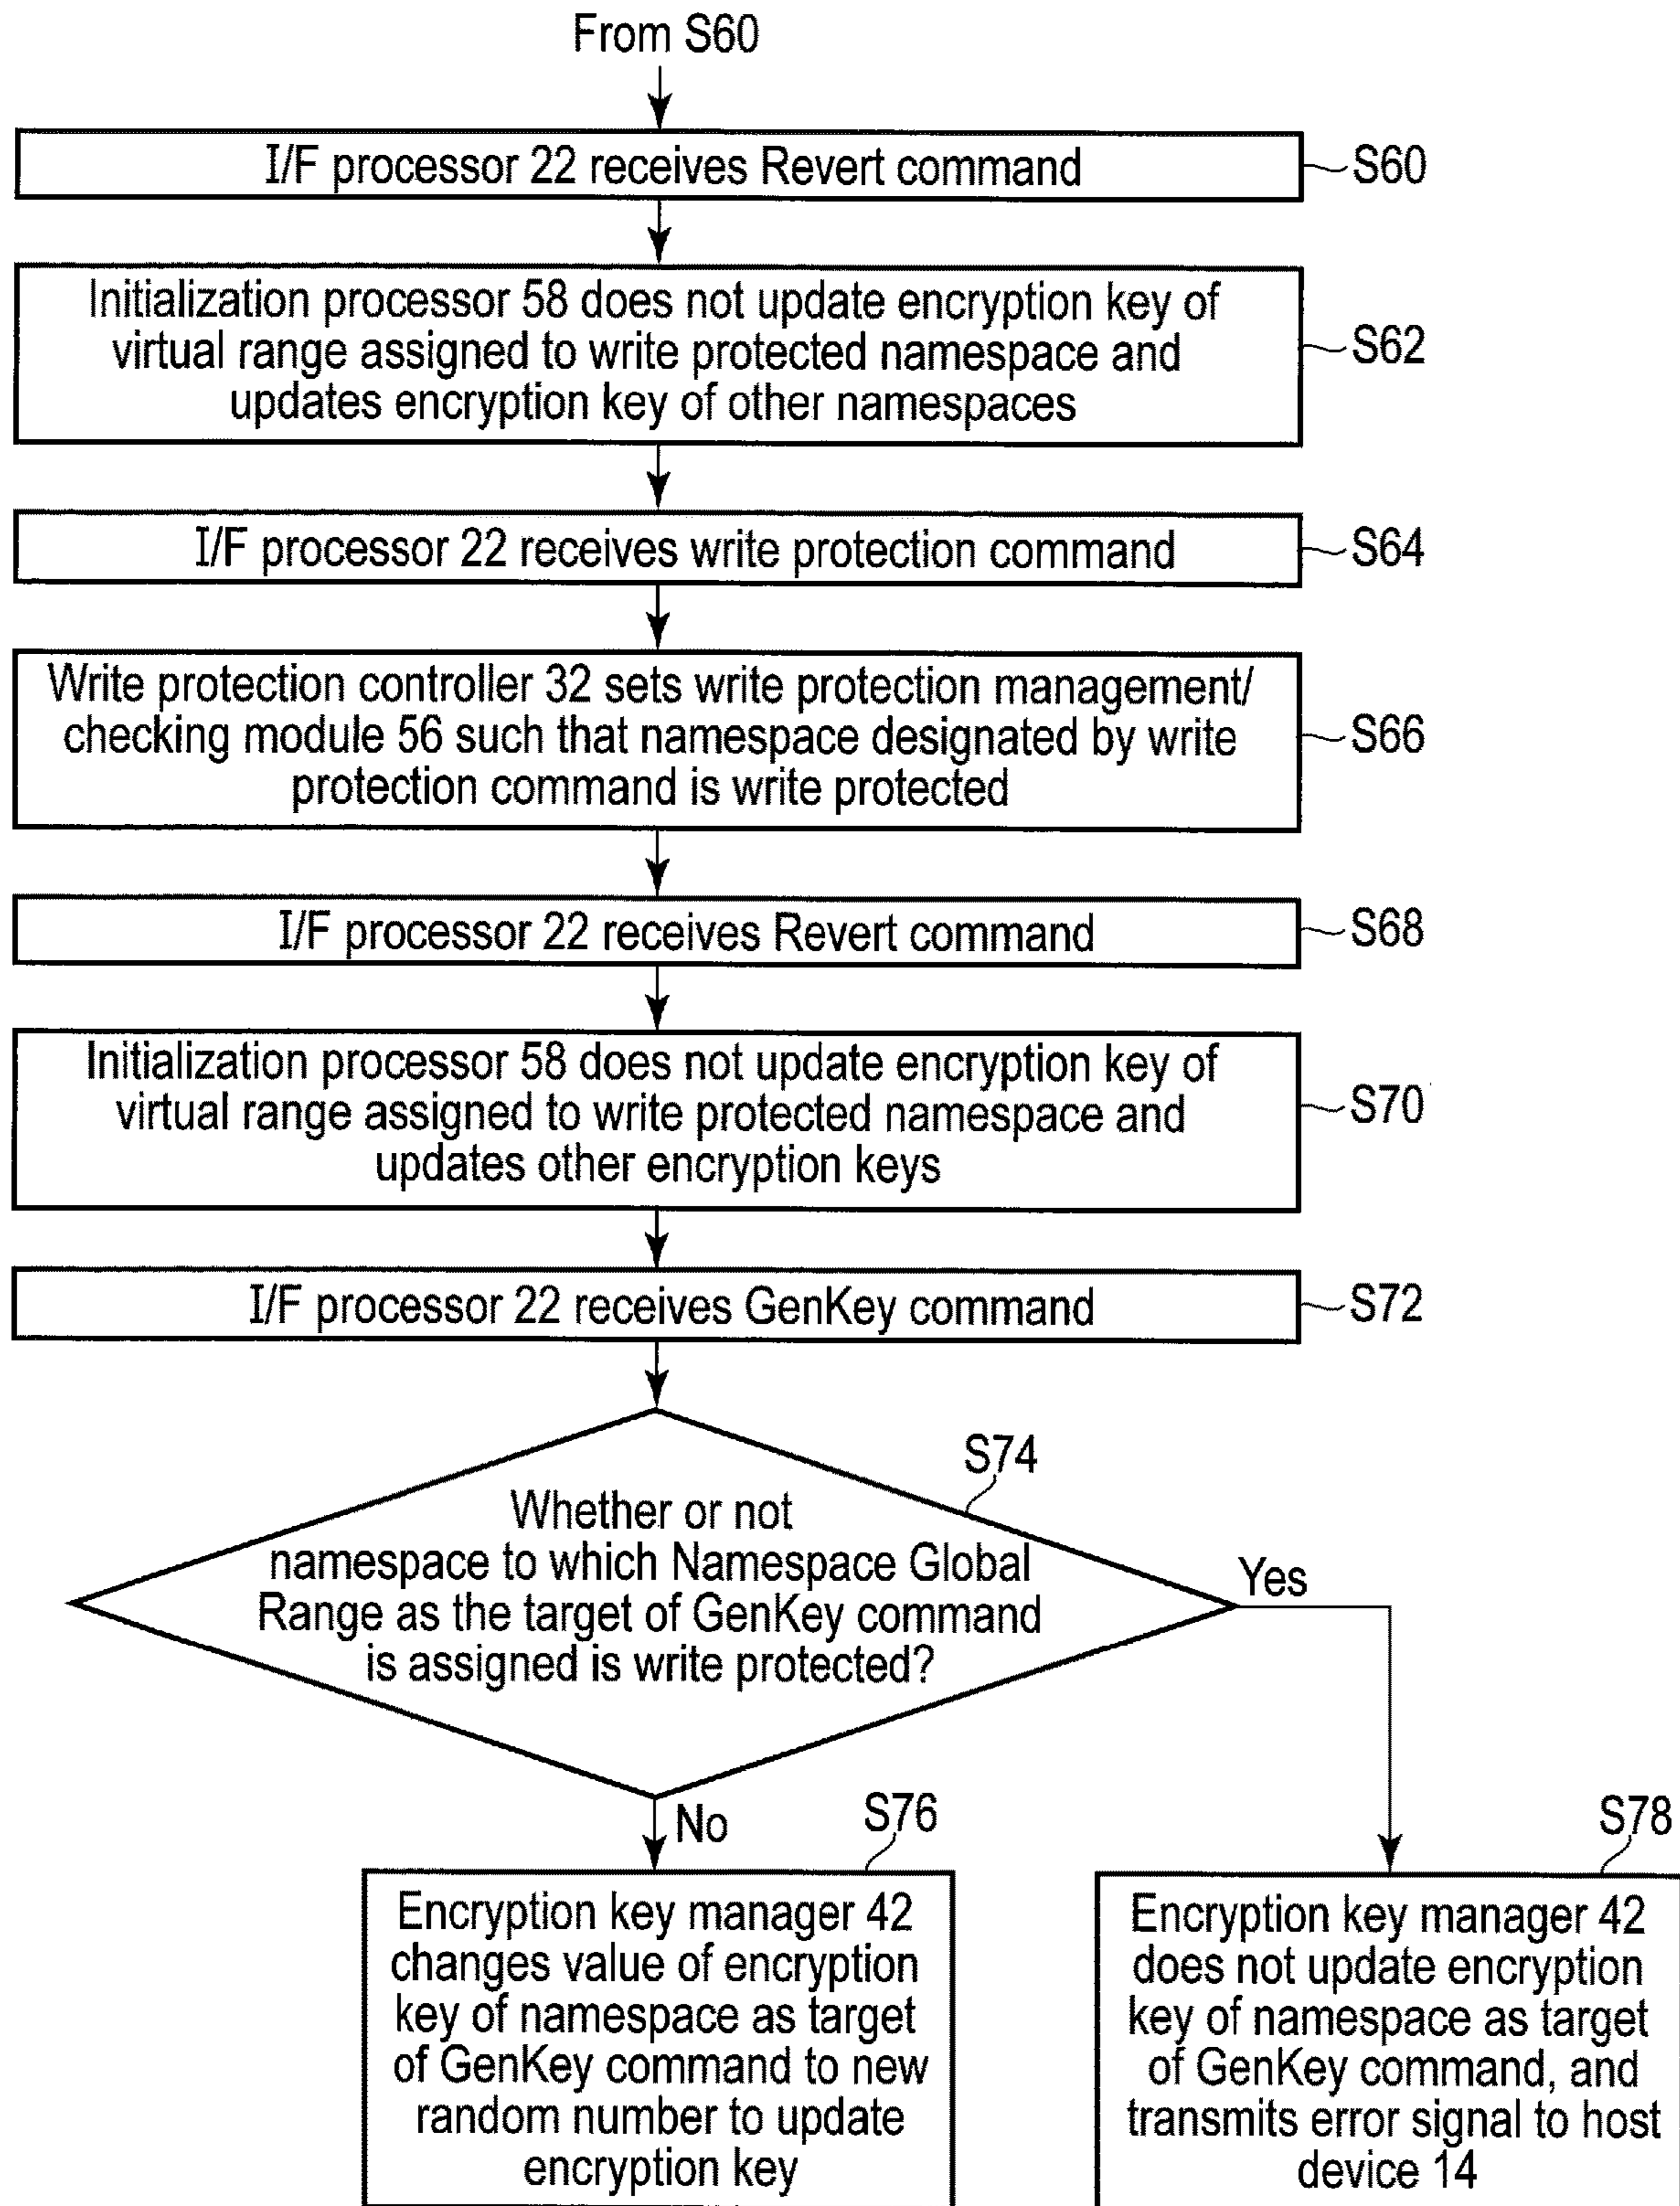 From S60
I/F processor 22 receives Revert command
S60
Initialization processor 58 does not update encryption key of
virtual range assigned to write protected namespace and
updates encryption key of other namespaces
S62
I/F processor 22 receives write protection command
S64
Write protection controller 32 sets write protection management/
checking module 56 such that namespace designated by write
protection command is write protected
S66
I/F processor 22 receives Revert command
S68
Initialization processor 58 does not update encryption key of
virtual range assigned to write protected namespace and
updates other encryption keys
S70
I/F processor 22 receives GenKey command
S72
S74
Whether or not
namespace to which Namespace Global
Range as the target of GenKey command
is assigned is write protected?
Yes
No
S76
Encryption key manager 42
changes value of encryption
key of namespace as target
of GenKey command to new
random number to update
encryption key
S78
Encryption key manager 42
does not update encryption
key of namespace as target
of GenKey command, and
transmits error signal to host
device 14